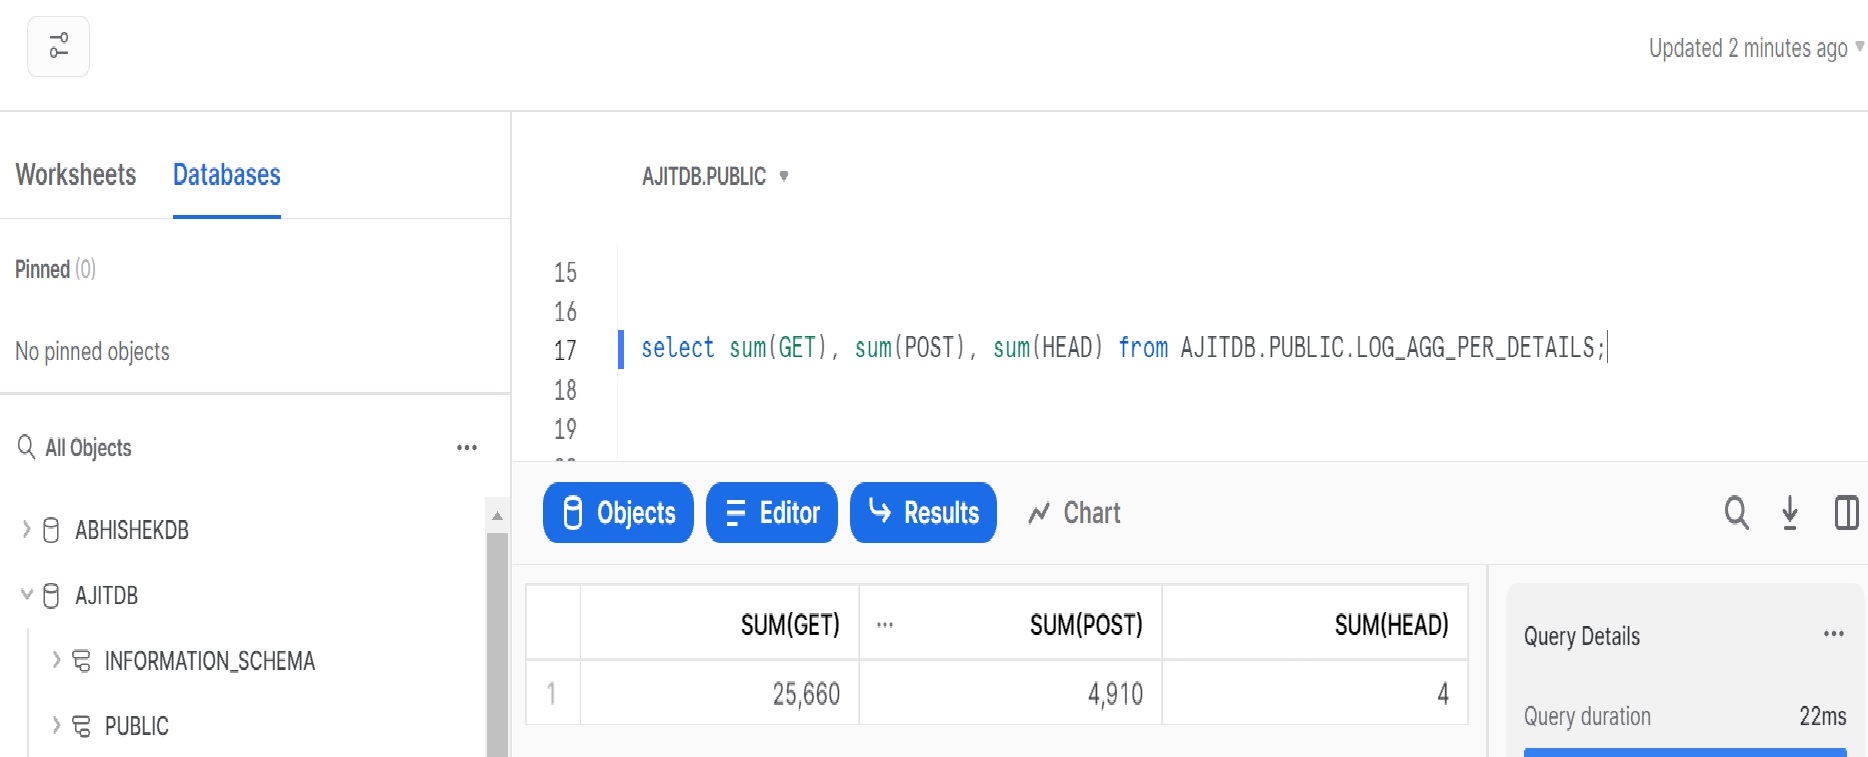 Updated 2 minutes ago
Worksheets Databases
Pinned (0)
No pinned objects
All Objects
ABHISHEKDB
AJITDB
INFORMATION_SCHEMA
PUBLIC
AJITDB.PUBLIC
15
16
17 select sum(GET), sum(POST), sum(HEAD) from AJITDB.PUBLIC.LOG_AGG_PER_DETAILS;
18
19
Objects Editor Results Chart
SUM(GET) ... SUM(POST) SUM(HEAD)
1 25,660 4,910 4
Query Details ...
Query duration 22ms